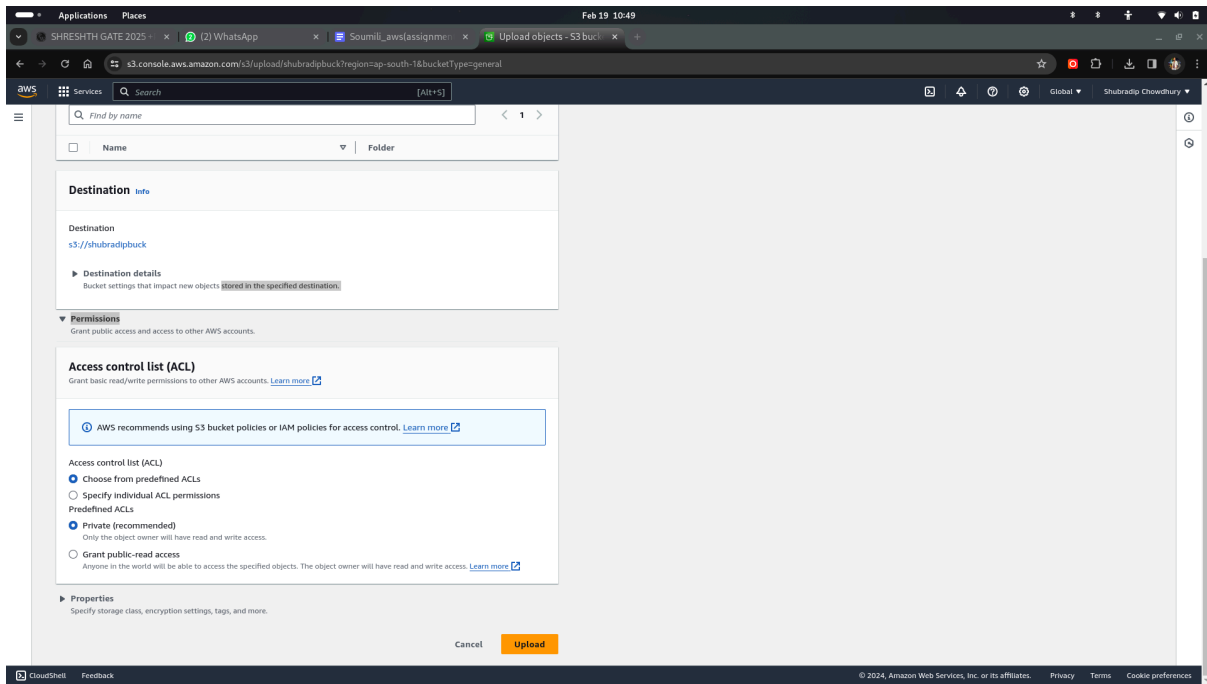 Applications Places Feb 19 10:49
SHRESHTH GATE 2025 (2) WhatsApp Soumili_aws(assignmen Upload objects - S3 buck
s3.console.aws.amazon.com/s3/upload/shubradipbuck?region=ap-south-1&bucketType=general
aws Services Search [Alt+S] Global Shubradip Chowdhury
Find by name 1
Name Folder
Destination Info
Destination
s3://shubradipbuck
Destination details
Bucket settings that impact new objects stored in the specified destination.
Permissions
Grant public access and access to other AWS accounts.
Access control list (ACL)
Grant basic read/write permissions to other AWS accounts. Learn more
AWS recommends using S3 bucket policies or IAM policies for access control. Learn more
Access control list (ACL)
Choose from predefined ACLs
Specify individual ACL permissions
Predefined ACLs
Private (recommended)
Only the object owner will have read and write access.
Grant public-read access
Anyone in the world will be able to access the specified objects. The object owner will have read and write access. Learn more
Properties
Specify storage class, encryption settings, tags, and more.
Cancel Upload
CloudShell Feedback © 2024, Amazon Web Services, Inc. or its affiliates. Privacy Terms Cookie preferences